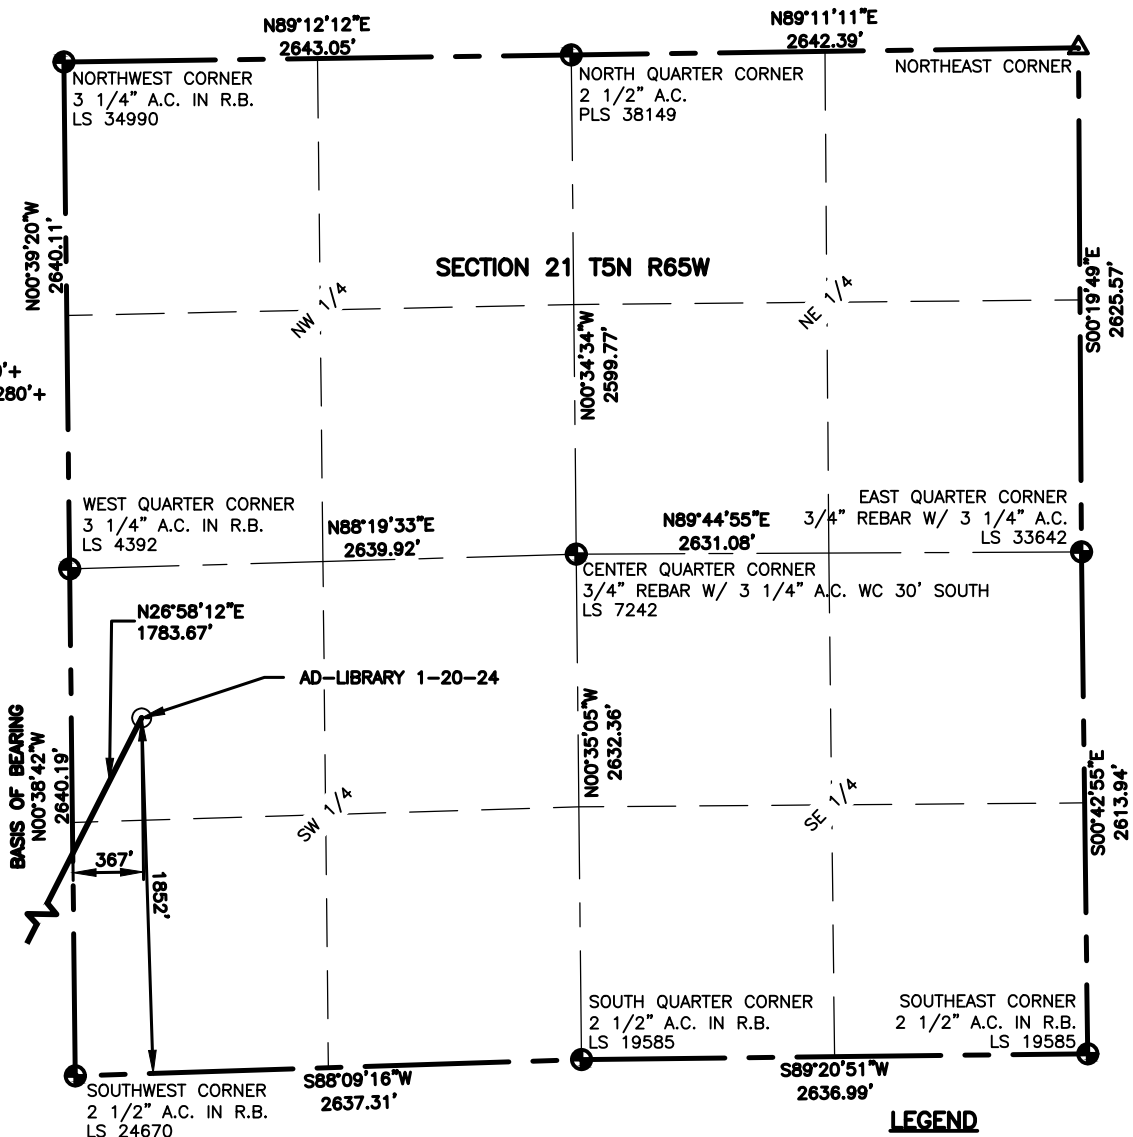 N89°12'12"E
2643.05'
N89°11'11"E
2642.39'
NORTHWEST CORNER
3 1/4" A.C. IN R.B.
LS 34990
NORTH QUARTER CORNER
2 1/2" A.C.
PLS 38149
NORTHEAST CORNER
N00°39'20"W
2640.11'
SECTION 21 T5N R65W
NW 1/4
NE 1/4
S00°19'49"E
2625.57'
N00°34'34"W
2599.77'
'+
280'+
WEST QUARTER CORNER
3 1/4" A.C. IN R.B.
LS 4392
N88°19'33"E
2639.92'
N89°44'55"E
2631.08'
EAST QUARTER CORNER
3/4" REBAR W/ 3 1/4" A.C.
LS 33642
CENTER QUARTER CORNER
3/4" REBAR W/ 3 1/4" A.C. WC 30' SOUTH
LS 7242
N26°58'12"E
1783.67'
AD-LIBRARY 1-20-24
BASIS OF BEARING
N00°38'42"W
2640.19'
N00°35'05"W
2632.36'
SW 1/4
SE 1/4
S00°42'55"E
2613.94'
367'
1852'
SOUTH QUARTER CORNER
2 1/2" A.C. IN R.B.
LS 19585
SOUTHEAST CORNER
2 1/2" A.C. IN R.B.
LS 19585
SOUTHWEST CORNER
2 1/2" A.C. IN R.B.
LS 24670
S88°09'16"W
2637.31'
S89°20'51"W
2636.99'
LEGEND